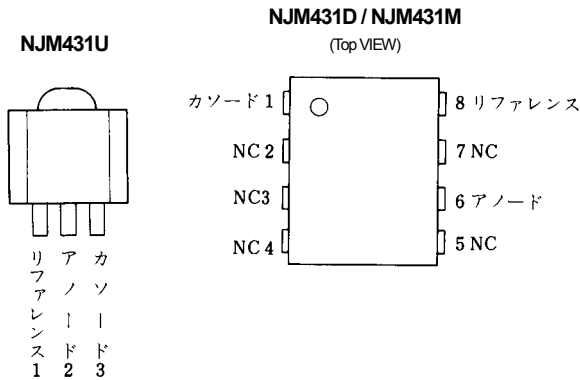 NJM431U
リファレンス1
アノード2
カソード3
NJM431D / NJM431M
(Top VIEW)
カソード 1
NC 2
NC3
NC 4
8 リファレンス
7 NC
6 アノード
5 NC